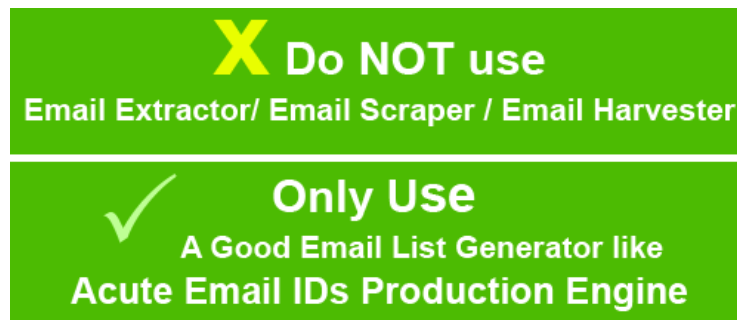 X Do NOT use
Email Extractor/ Email Scraper / Email Harvester
Only Use
A Good Email List Generator like
Acute Email IDs Production Engine